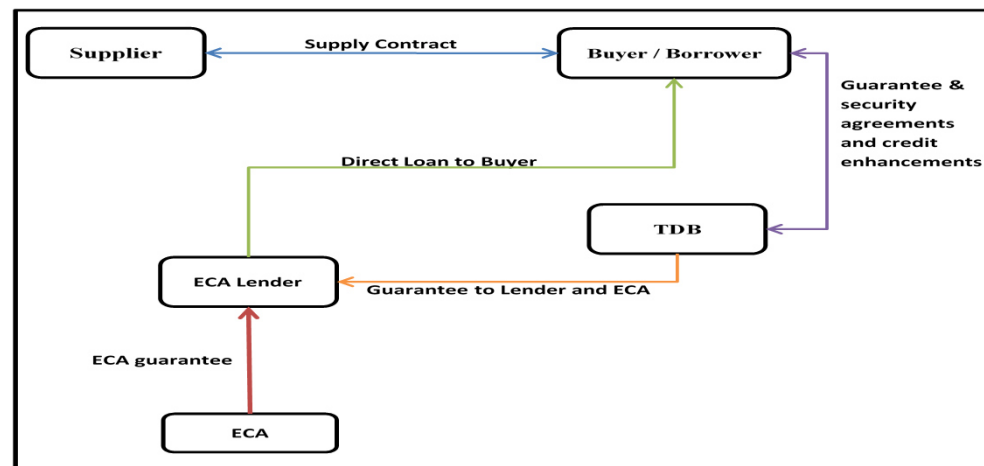 Supplier
Supply Contract
Buyer / Borrower
Guarantee &
security
agreements
and credit
enhancements
Direct Loan to Buyer
TDB
ECA Lender
Guarantee to Lender and ECA
ECA guarantee
ECA